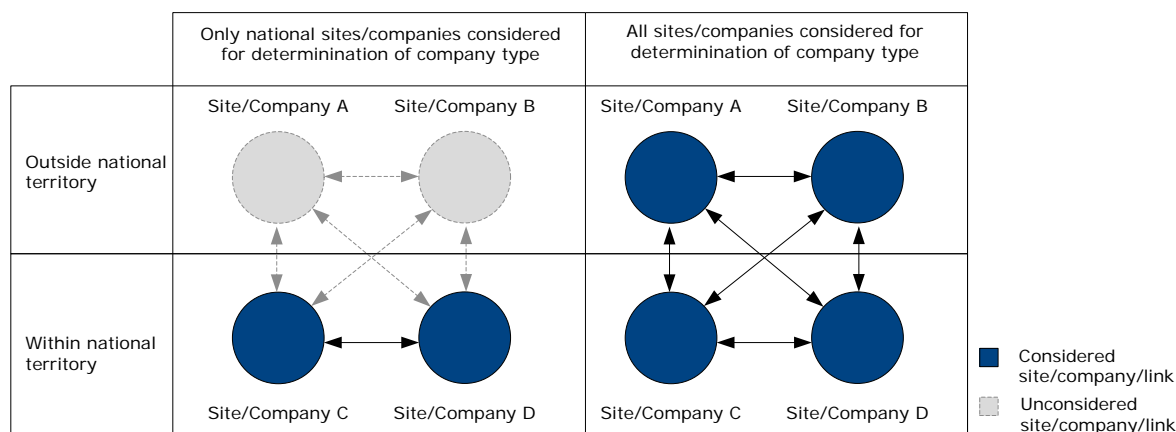 Only national sites/companies considered
for determinination of company type
All sites/companies considered for
determinination of company type
Outside national
territory
Site/Company A
Site/Company B
Site/Company A
Site/Company B
Within national
territory
Site/Company C
Site/Company D
Site/Company C
Site/Company D
Considered
site/company/link
Unconsidered
site/company/link